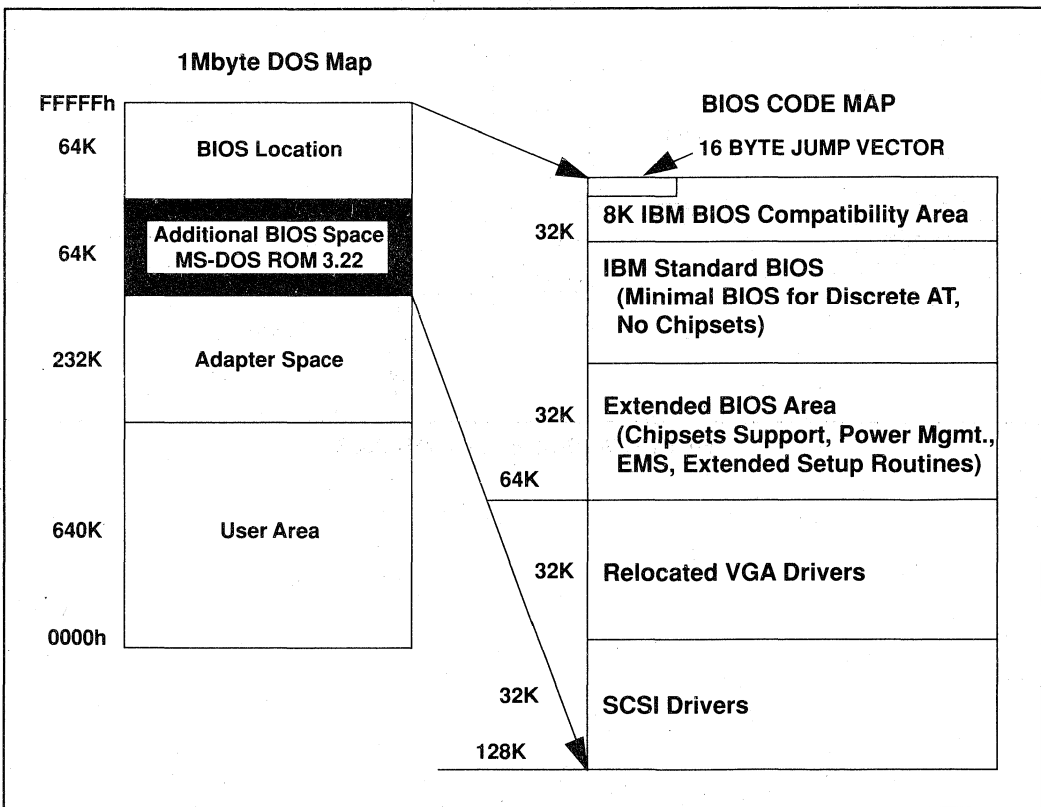 1Mbyte DOS Map
FFFFFh
64K
BIOS Location
64K
Additional BIOS Space
MS-DOS ROM 3.22
232K
Adapter Space
640K
User Area
0000h
BIOS CODE MAP
16 BYTE JUMP VECTOR
32K
8K IBM BIOS Compatibility Area
IBM Standard BIOS
(Minimal BIOS for Discrete AT,
No Chipsets)
32K
Extended BIOS Area
(Chipsets Support, Power Mgmt.,
EMS, Extended Setup Routines)
64K
32K
Relocated VGA Drivers
32K
SCSI Drivers
128K